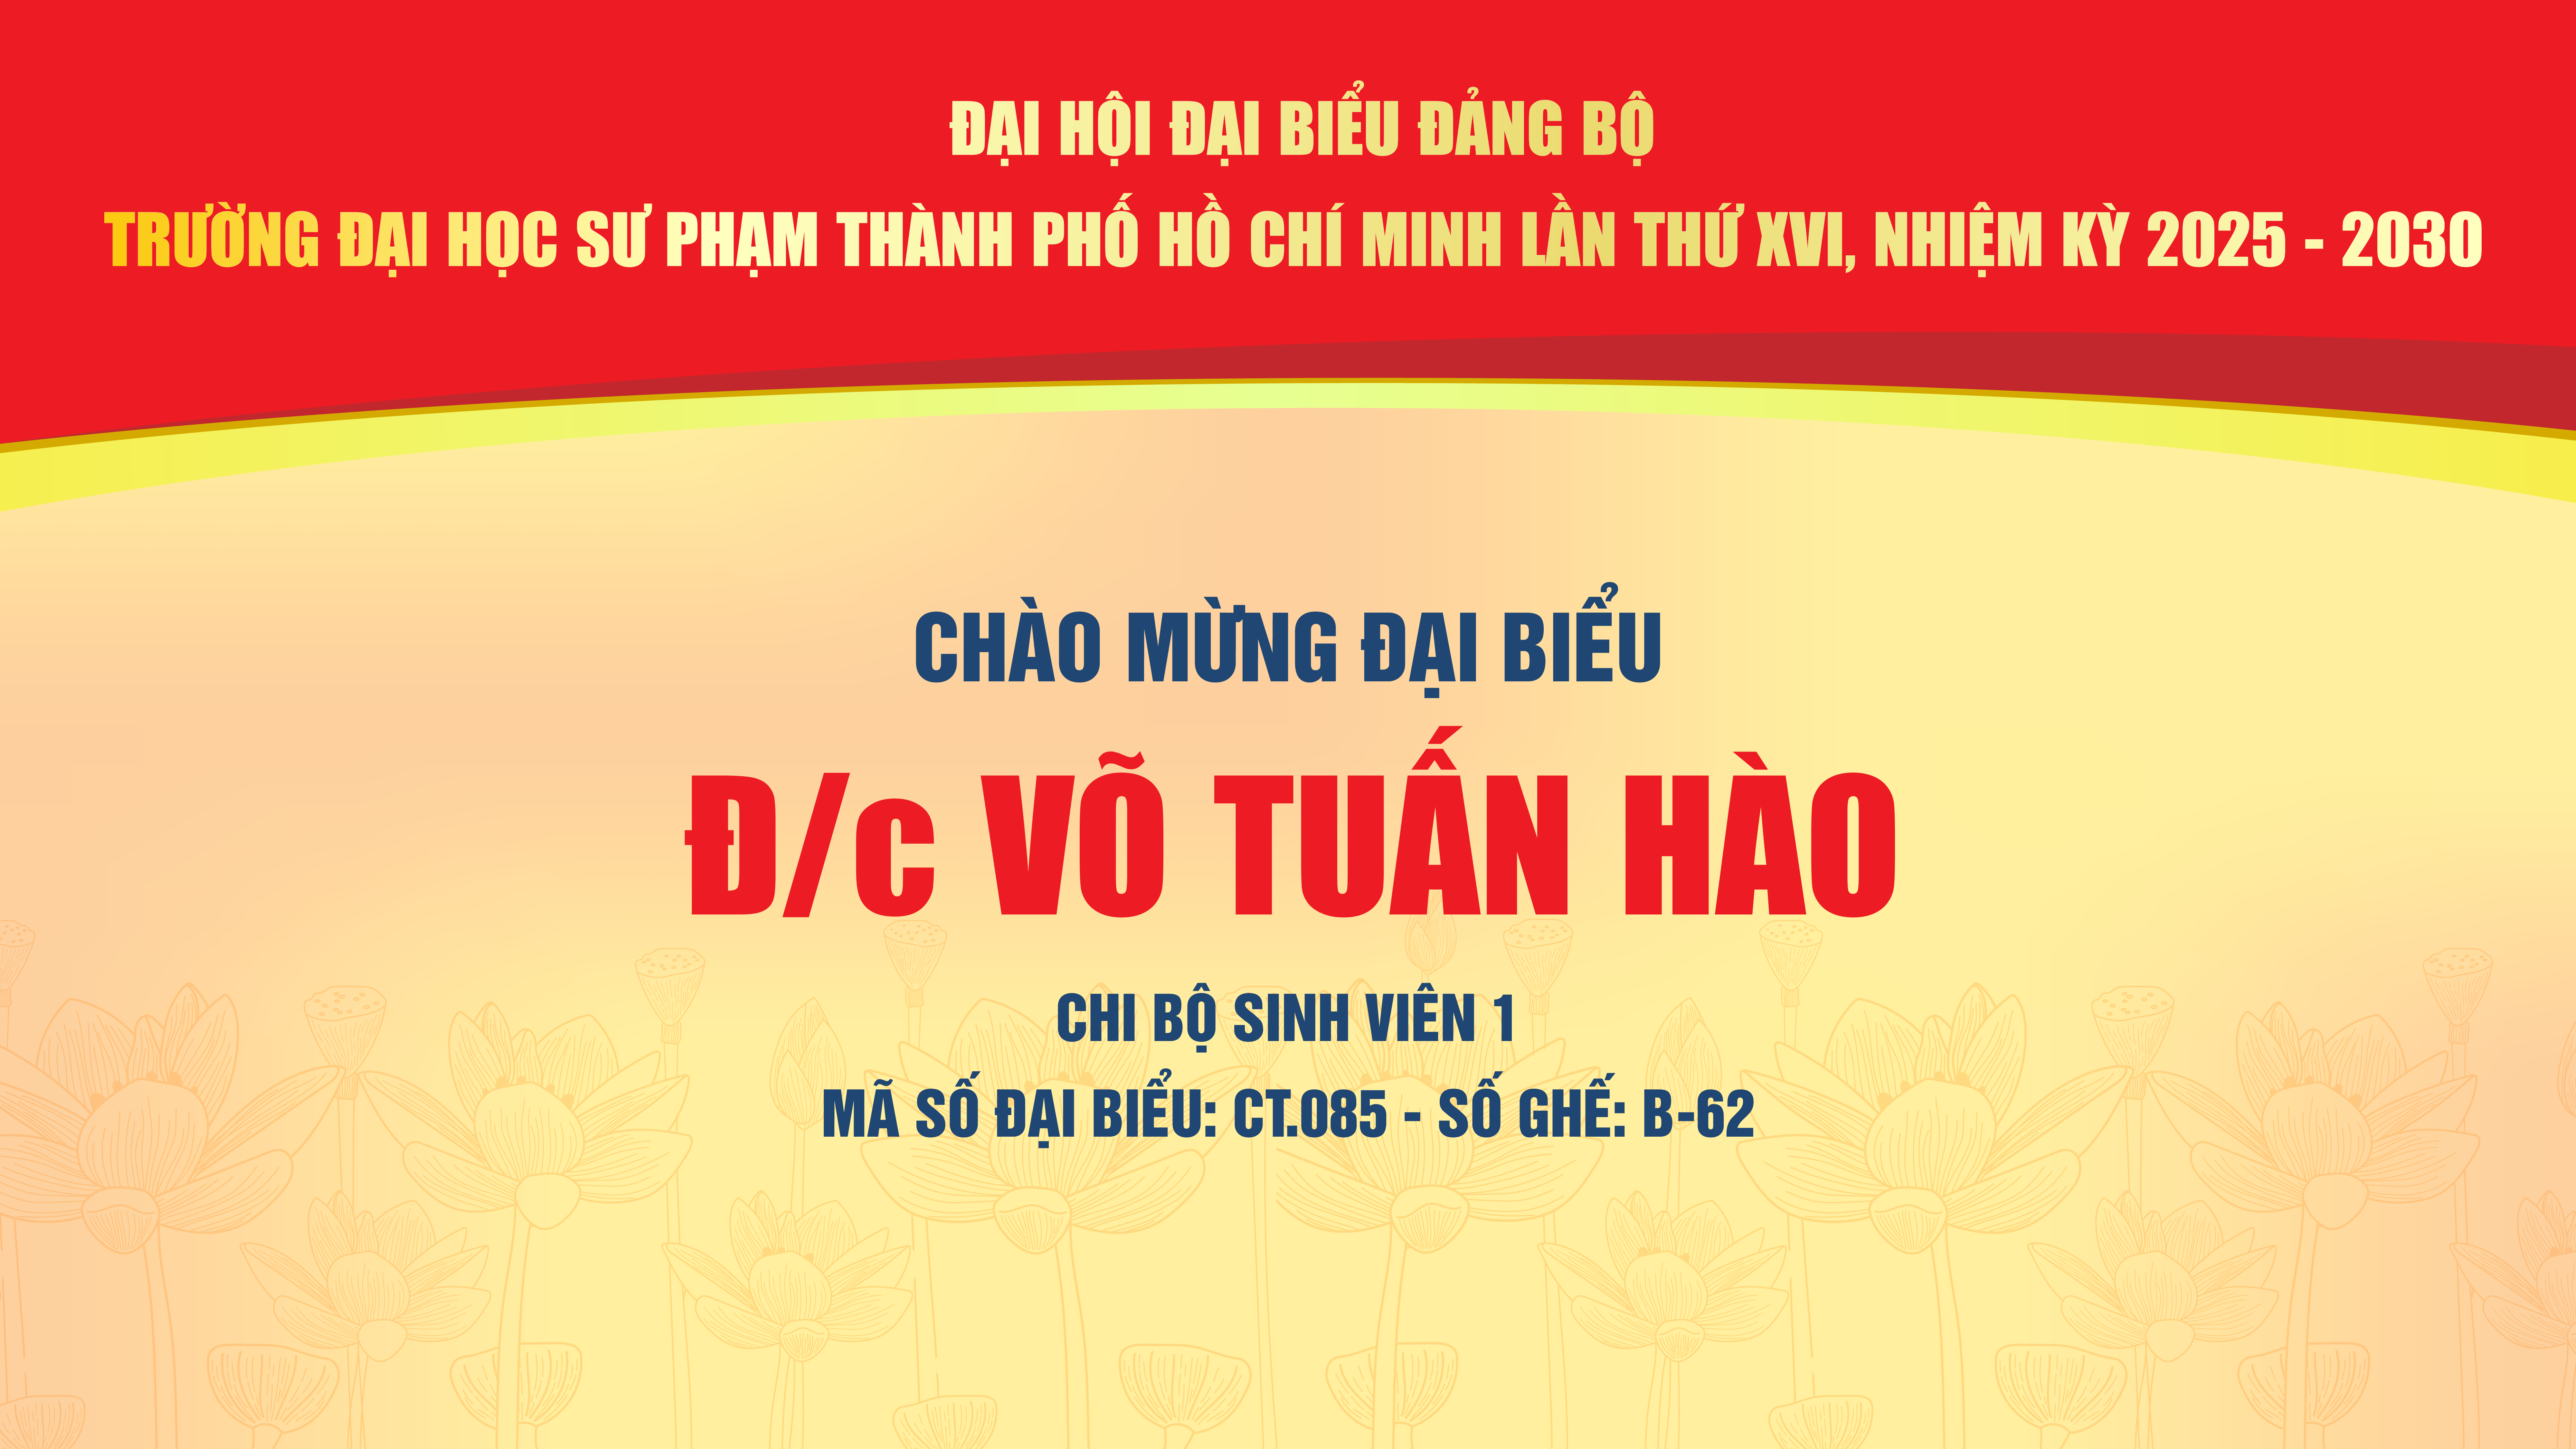 ĐẠI HỘI ĐẠI BIỂU ĐẢNG BỘ
TRƯỜNG ĐẠI HỌC SƯ PHẠM THÀNH PHỐ HỒ CHÍ MINH LẦN THỨ XVI, NHIỆM KỲ 2025 - 2030
CHÀO MỪNG ĐẠI BIỂU
Đ/c VÕ TUẤN HÀO
CHI BỘ SINH VIÊN 1
MÃ SỐ ĐẠI BIỂU: CT.085 - SỐ GHẾ: B-62